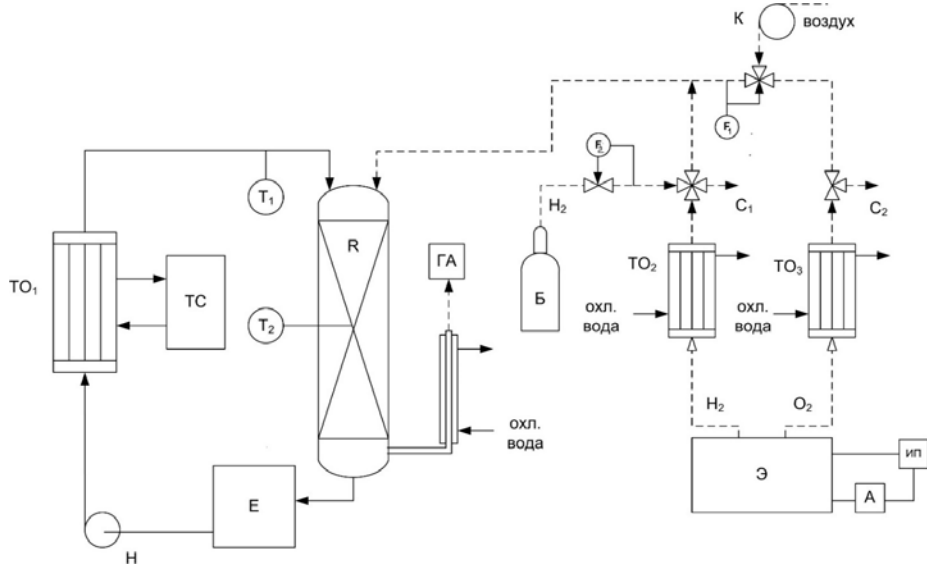 К
воздух
F₁
F₂
T₁
H₂
C₁
C₂
R
ГА
TO₂
TO₃
TO₁
TC
Б
T₂
охл.
вода
охл.
вода
H₂
O₂
охл.
вода
Э
ИП
А
Е
Н